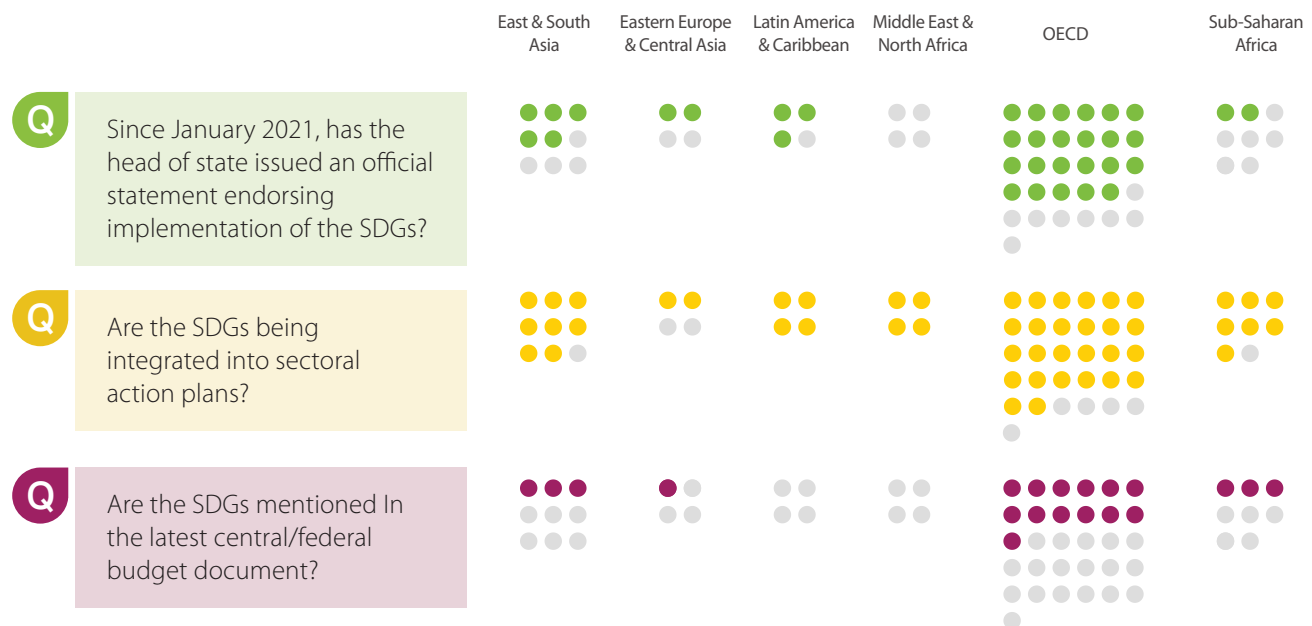 East & South
Asia
Eastern Europe
& Central Asia
Latin America
& Caribbean
Middle East &
North Africa
OECD
Sub-Saharan
Africa
Q
Since January 2021, has the
head of state issued an official
statement endorsing
implementation of the SDGs?
Q
Are the SDGs being
integrated into sectoral
action plans?
Q
Are the SDGs mentioned In
the latest central/federal
budget document?